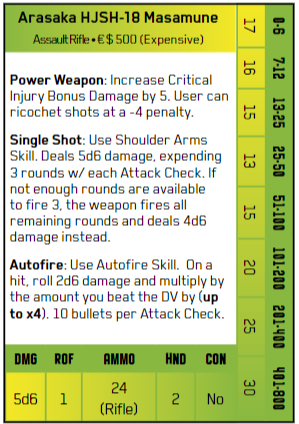 Arasaka HJSH-18 Masamune
Assault Rifle • €$ 500 (Expensive)
Power Weapon: Increase Critical
Injury Bonus Damage by 5. User can
ricochet shots at a -4 penalty.
Single Shot: Use Shoulder Arms
Skill. Deals 5d6 damage, expending
3 rounds w/ each Attack Check. If
not enough rounds are available
to fire 3, the weapon fires all
remaining rounds and deals 4d6
damage instead.
Autofire: Use Autofire Skill. On a
hit, roll 2d6 damage and multiply by
the amount you beat the DV by (up
to x4). 10 bullets per Attack Check.
DMG ROF AMMO HND CON
5d6 1 24 (Rifle) 2 No
17 0-6
16 7-12
15 13-25
13 25-50
15 51-100
20 101-200
25 201-400
30 401-800